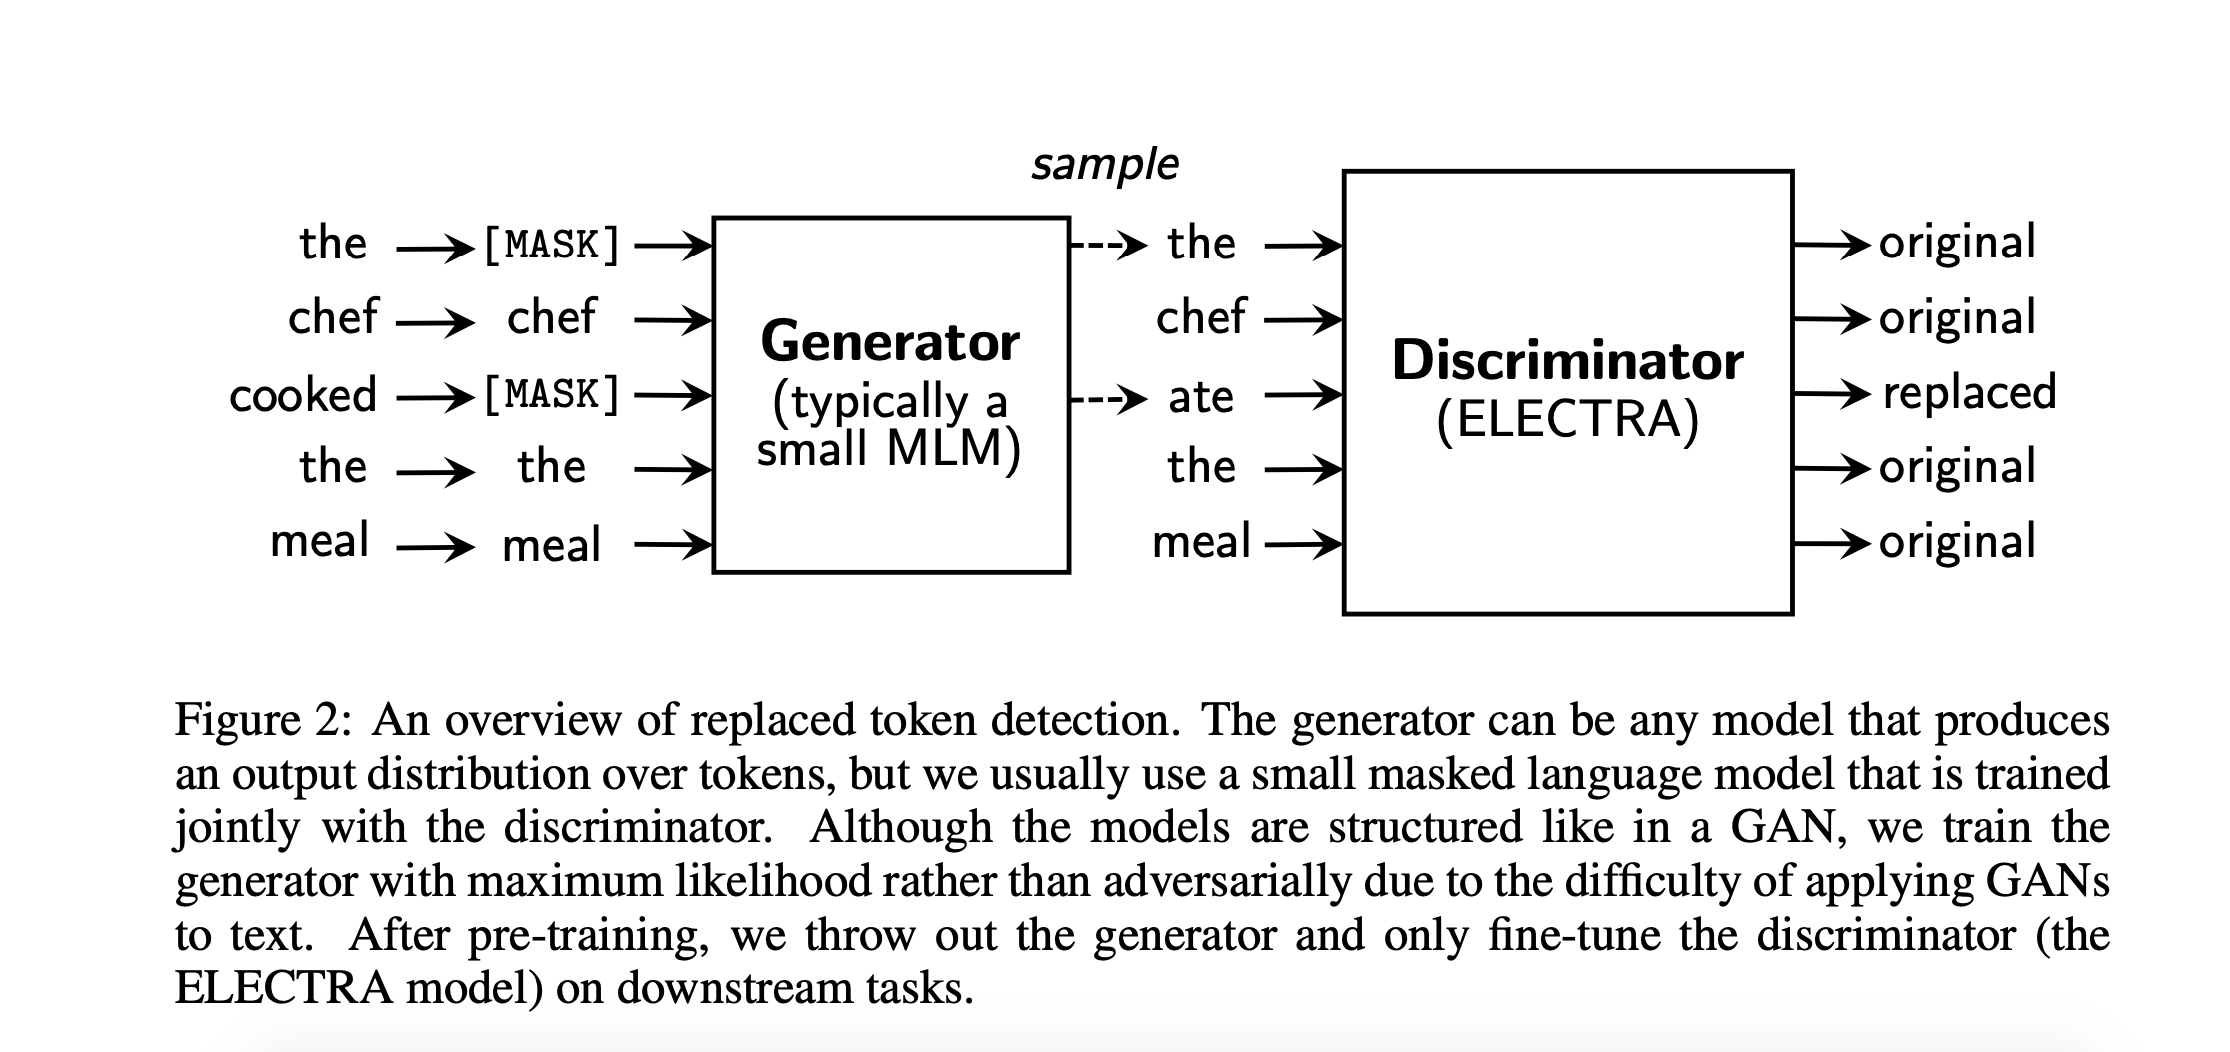 sample
the [MASK] the original
chef chef chef original
cooked [MASK] ate replaced
the the the original
meal meal meal original
Generator
(typically a
small MLM)
Discriminator
(ELECTRA)
Figure 2: An overview of replaced token detection. The generator can be any model that produces
an output distribution over tokens, but we usually use a small masked language model that is trained
jointly with the discriminator. Although the models are structured like in a GAN, we train the
generator with maximum likelihood rather than adversarially due to the difficulty of applying GANs
to text. After pre-training, we throw out the generator and only fine-tune the discriminator (the
ELECTRA model) on downstream tasks.